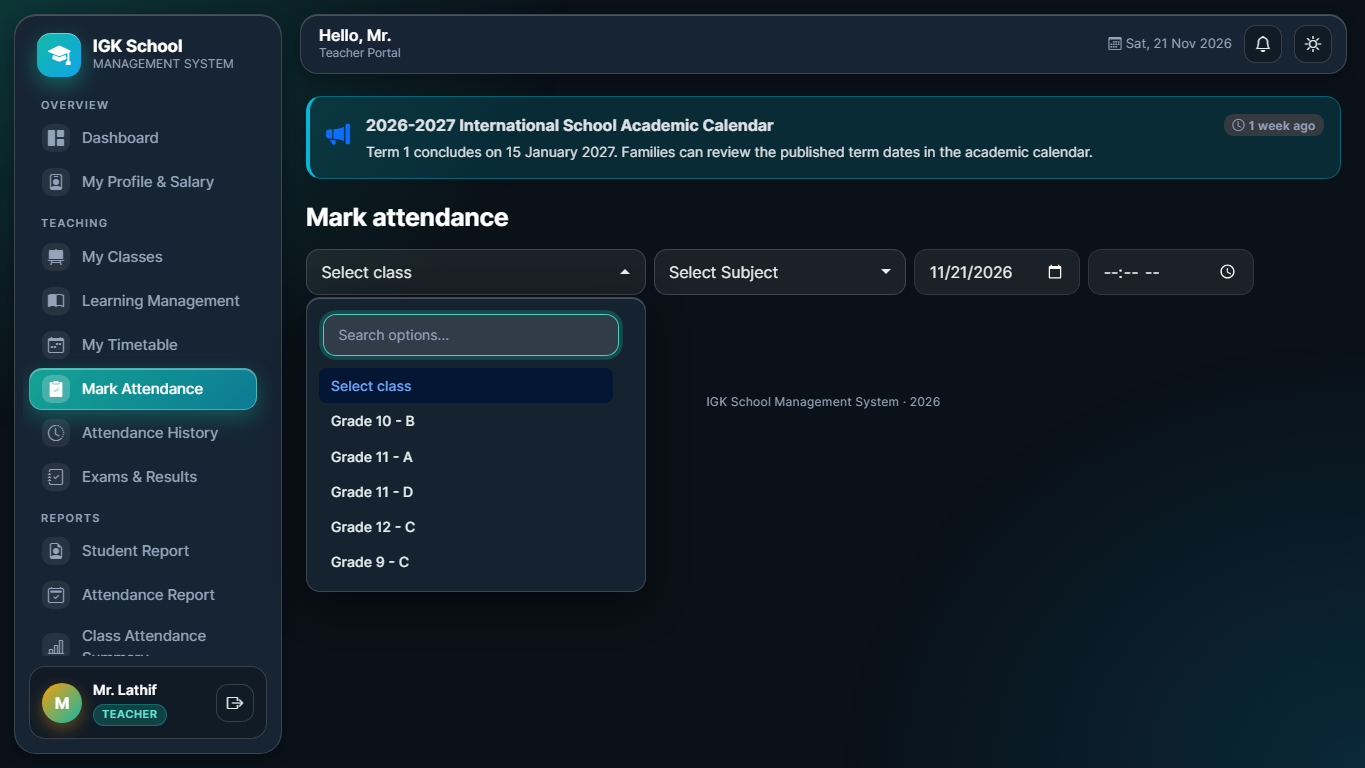 IGK School
MANAGEMENT SYSTEM
OVERVIEW
Dashboard
My Profile & Salary
TEACHING
My Classes
Learning Management
My Timetable
Mark Attendance
Attendance History
Exams & Results
REPORTS
Student Report
Attendance Report
Class Attendance
Summary
M
Mr. Lathif
TEACHER
Hello, Mr.
Teacher Portal
Sat, 21 Nov 2026
2026-2027 International School Academic Calendar
1 week ago
Term 1 concludes on 15 January 2027. Families can review the published term dates in the academic calendar.
Mark attendance
Select class
Select Subject
11/21/2026
--:-- --
Search options...
Select class
Grade 10 - B
Grade 11 - A
Grade 11 - D
Grade 12 - C
Grade 9 - C
IGK School Management System · 2026